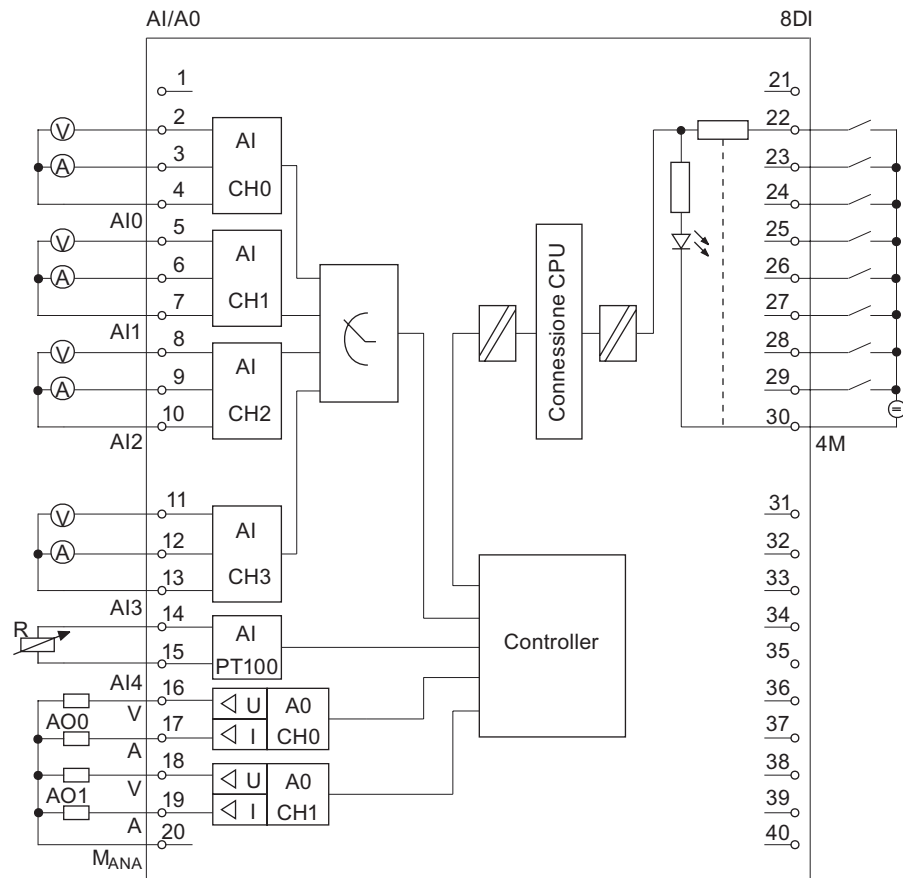 AI/A0 8DI
1 21
V 2 22
A 3 AI CH0 23
4 24
AI0
V 5 25
A 6 AI CH1 26
7 27
AI1
V 8 28
A 9 AI CH2 29
10 30
AI2 4M
Connessione CPU
V 11 31
A 12 AI CH3 32
13 33
AI3
R 14 AI PT100 34
15 35
AI4
Controller
16 U A0 CH0 36
V
AO0 17 I 37
A
18 U A0 CH1 38
V
AO1 19 I 39
A
20 40
MANA